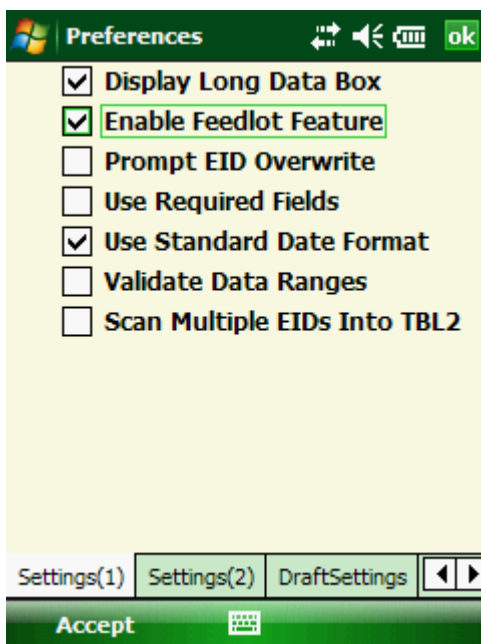 Preferences ok
Display Long Data Box
Enable Feedlot Feature
Prompt EID Overwrite
Use Required Fields
Use Standard Date Format
Validate Data Ranges
Scan Multiple EIDs Into TBL2
Settings(1) Settings(2) DraftSettings
Accept